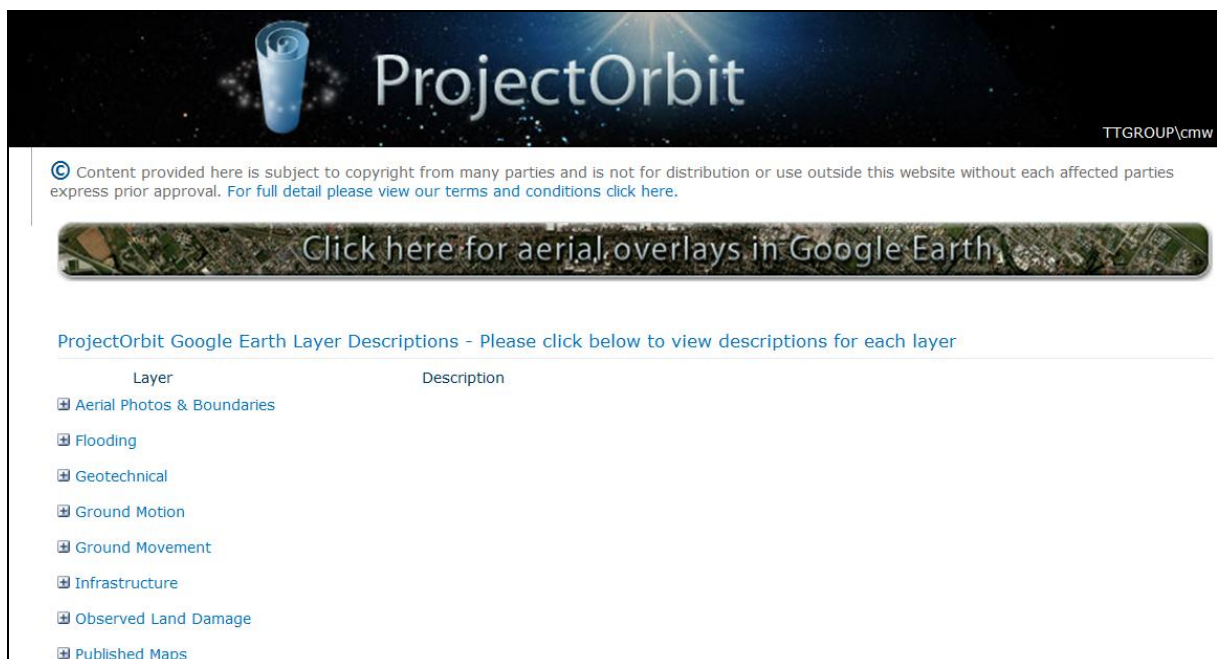 ProjectOrbit
TTGROUP\cmw
© Content provided here is subject to copyright from many parties and is not for distribution or use outside this website without each affected parties
express prior approval. For full detail please view our terms and conditions click here.
Click here for aerial overlays in Google Earth
ProjectOrbit Google Earth Layer Descriptions - Please click below to view descriptions for each layer
Layer Description
Aerial Photos & Boundaries
Flooding
Geotechnical
Ground Motion
Ground Movement
Infrastructure
Observed Land Damage
Published Maps